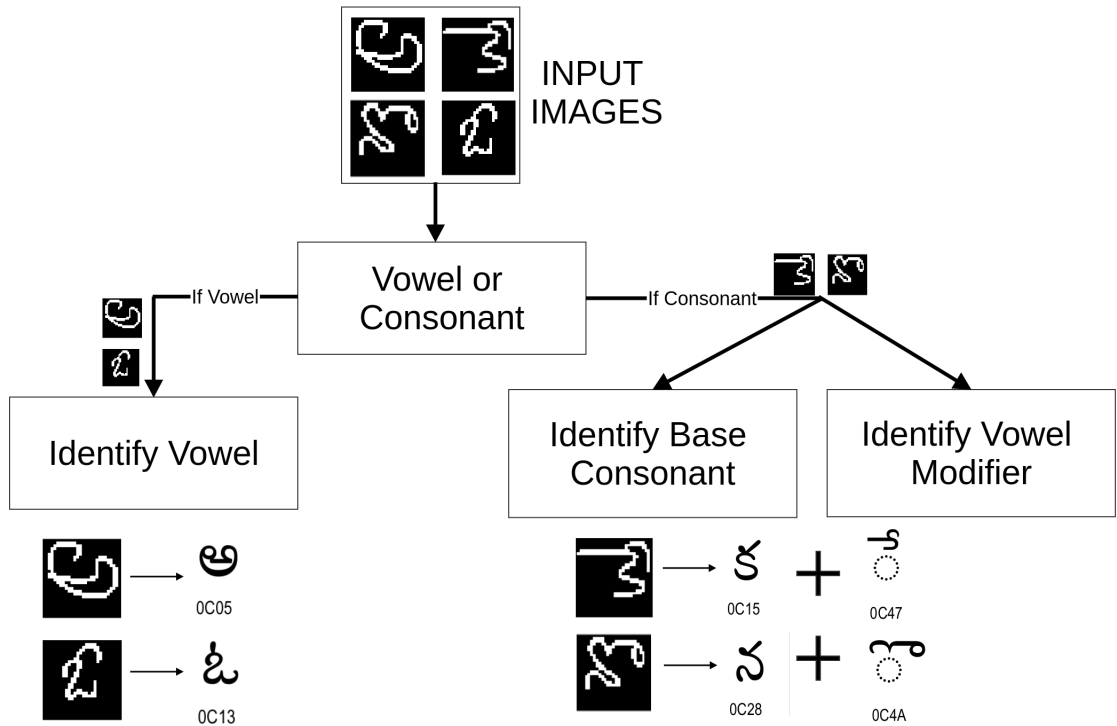 INPUT
IMAGES
Vowel or
Consonant
If Vowel
If Consonant
Identify Vowel
Identify Base
Consonant
Identify Vowel
Modifier
అ
0C05
ఓ
0C13
క + ే
0C15 0C47
న + ొ
0C28 0C4A